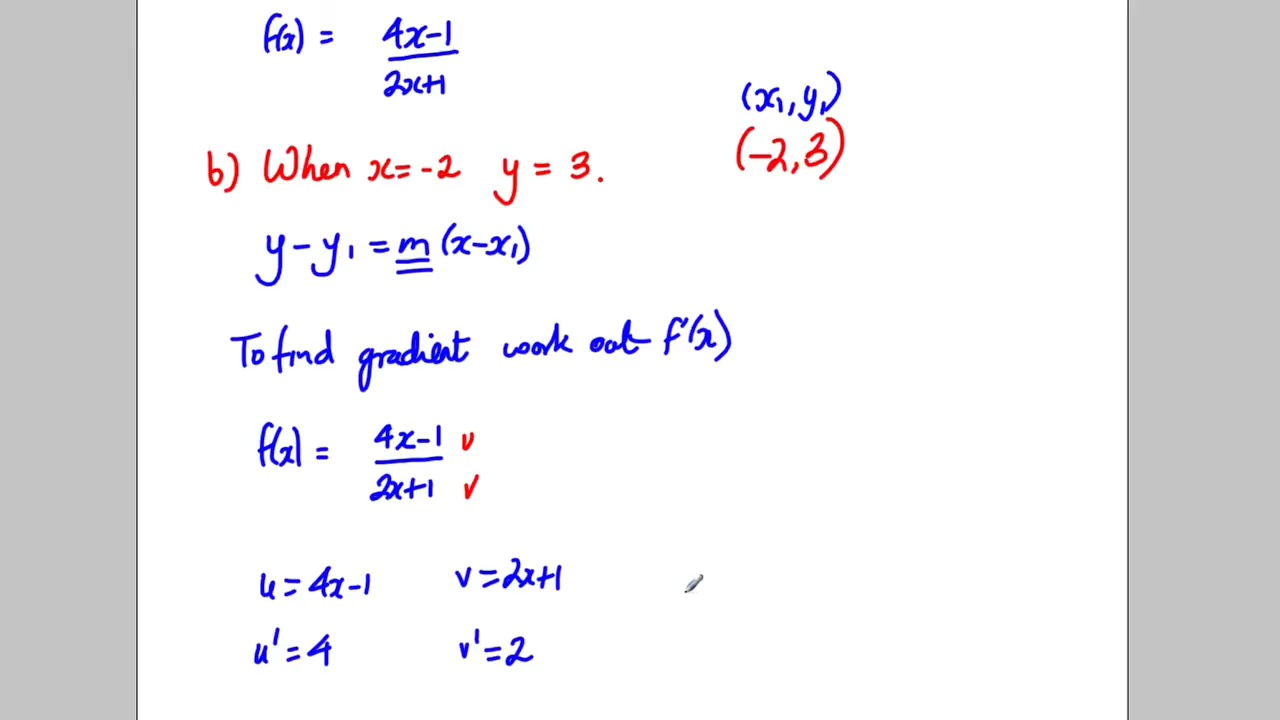 f(x) = 4x-1 / 2x+1
(x₁, y₁)
b) When x = -2 y = 3.
(-2, 3)
y - y₁ = m (x - x₁)
To find gradient work out f'(x)
f(x) = 4x-1 u / 2x+1 v
u = 4x-1 v = 2x+1
u' = 4 v' = 2